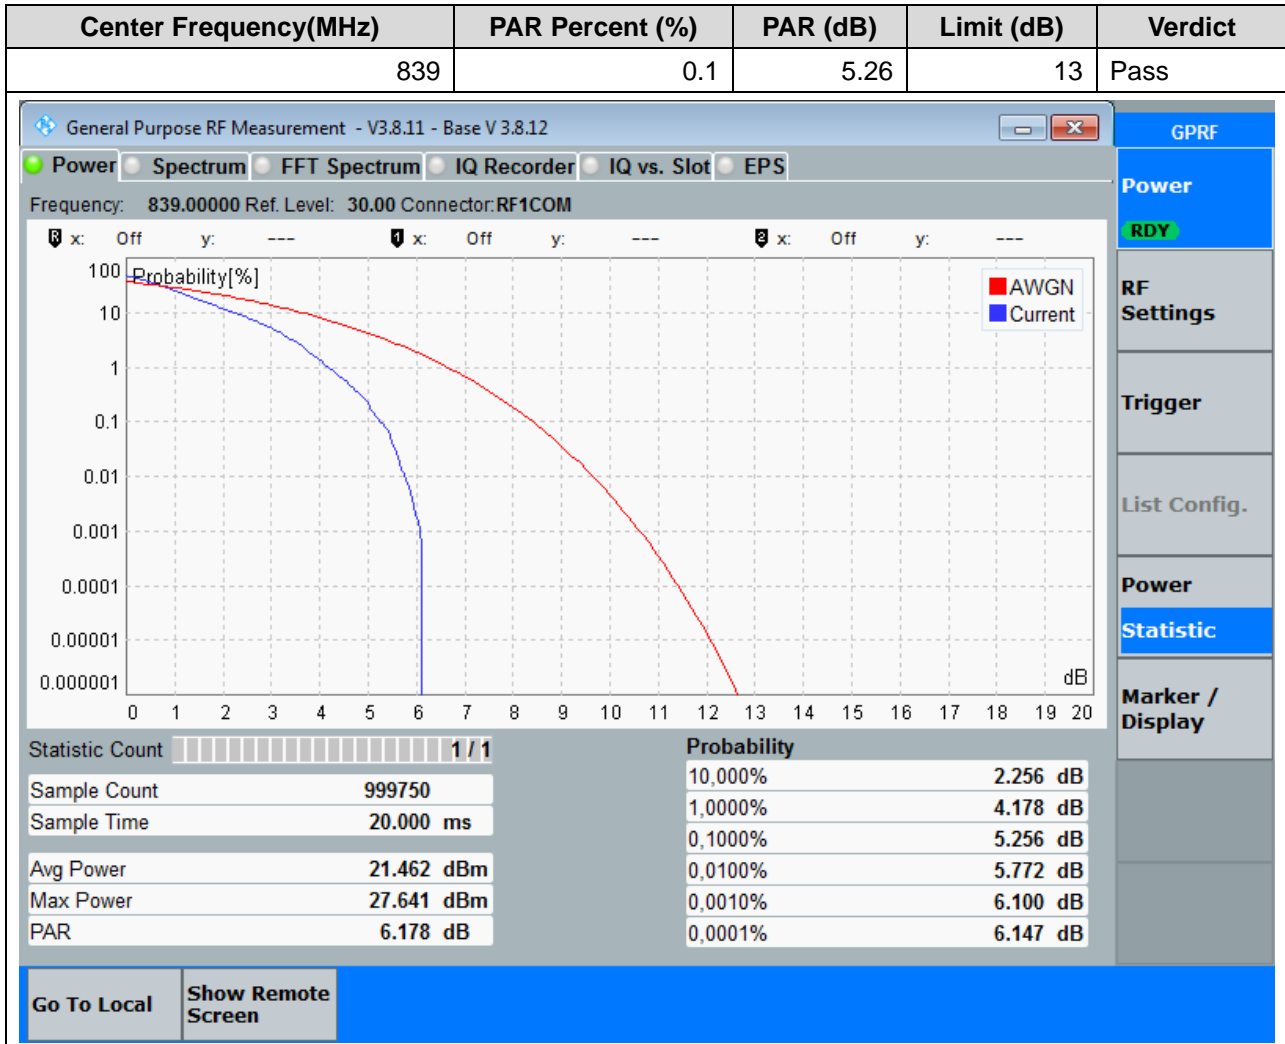 Center Frequency(MHz) PAR Percent (%) PAR (dB) Limit (dB) Verdict
839 0.1 5.26 13 Pass
General Purpose RF Measurement - V3.8.11 - Base V 3.8.12
GPRF
Power Spectrum FFT Spectrum IQ Recorder IQ vs. Slot EPS
Power
RDY
Frequency: 839.00000 Ref. Level: 30.00 Connector:RF1COM
R x: Off y: --- 1 x: Off y: --- 2 x: Off y: ---
Probability[%]
AWGN
Current
100
10
1
0.1
0.01
0.001
0.0001
0.00001
0.000001
dB
0 1 2 3 4 5 6 7 8 9 10 11 12 13 14 15 16 17 18 19 20
RF
Settings
Trigger
List Config.
Power
Statistic
Marker /
Display
Statistic Count 1 / 1
Sample Count 999750
Sample Time 20.000 ms
Avg Power 21.462 dBm
Max Power 27.641 dBm
PAR 6.178 dB
Probability
10,000% 2.256 dB
1,0000% 4.178 dB
0,1000% 5.256 dB
0,0100% 5.772 dB
0,0010% 6.100 dB
0,0001% 6.147 dB
Go To Local
Show Remote
Screen